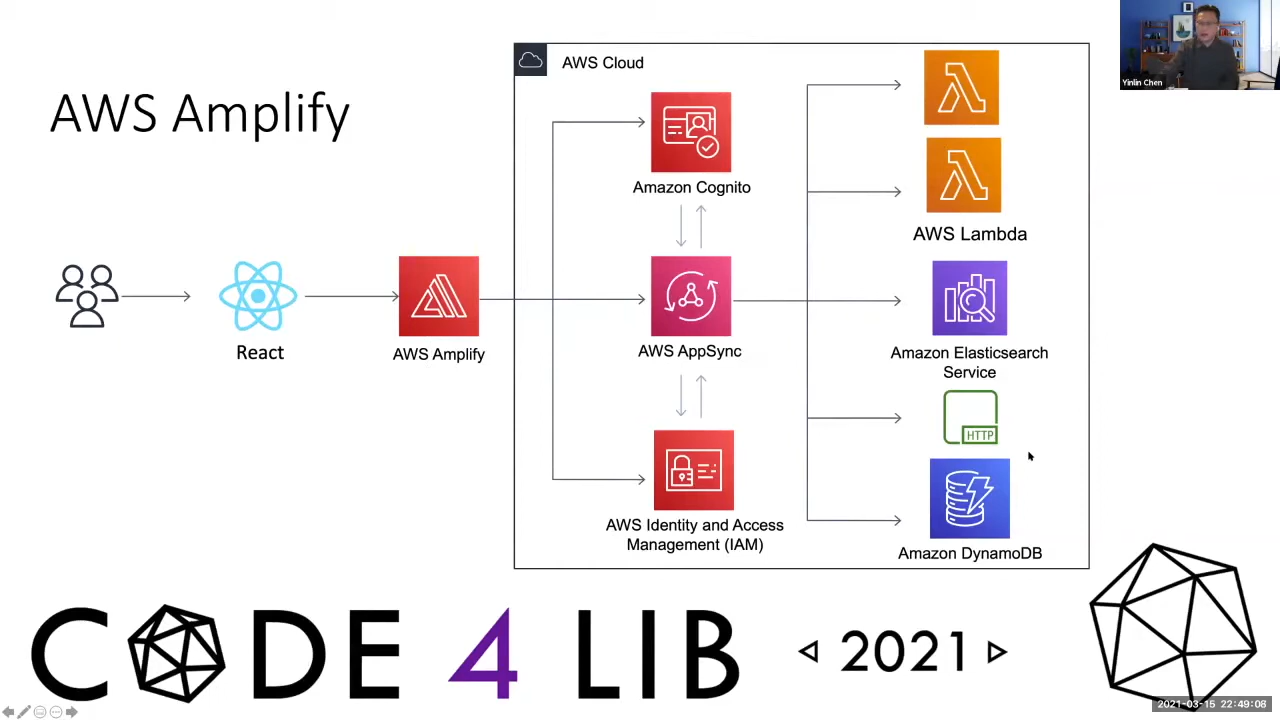 AWS Amplify
AWS Cloud
Yinlin Chen
Amazon Cognito
AWS Lambda
React
AWS Amplify
AWS AppSync
Amazon Elasticsearch
Service
HTTP
AWS Identity and Access
Management (IAM)
Amazon DynamoDB
CODE 4 LIB
2021
2021-03-15 22:49:08